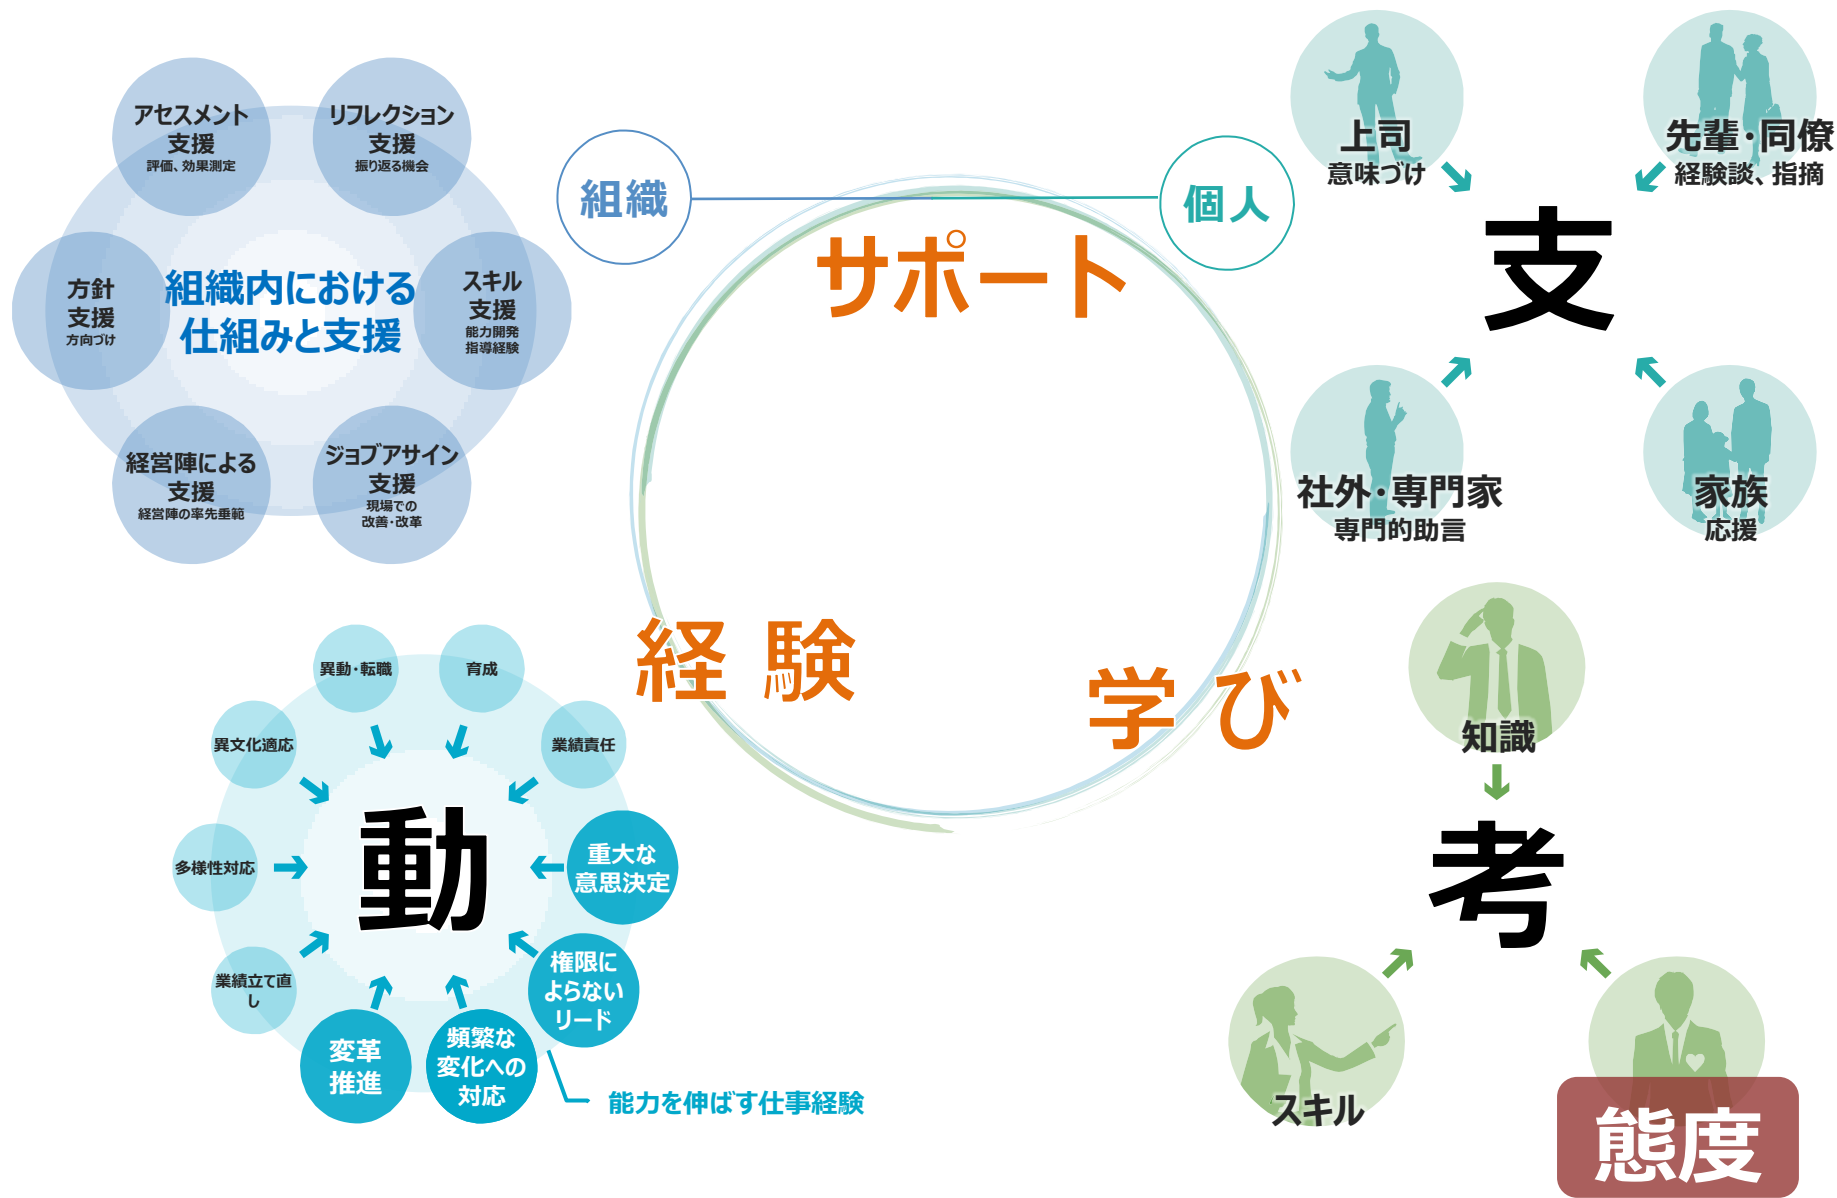 アセスメント
支援
評価、効果測定
リフレクション
支援
振り返る機会
方針
支援
方向づけ
組織内における
仕組みと支援
スキル
支援
能力開発
指導経験
経営陣による
支援
経営陣の率先垂範
ジョブアサイン
支援
現場での
改善・改革
組織
個人
サポート
経験
学び
上司
意味づけ
先輩・同僚
経験談、指摘
支
社外・専門家
専門的助言
家族
応援
異動・転職
育成
異文化適応
業績責任
多様性対応
動
重大な
意思決定
業績立て直
し
権限に
よらない
リード
変革
推進
頻繁な
変化への
対応
能力を伸ばす仕事経験
知識
考
スキル
態度